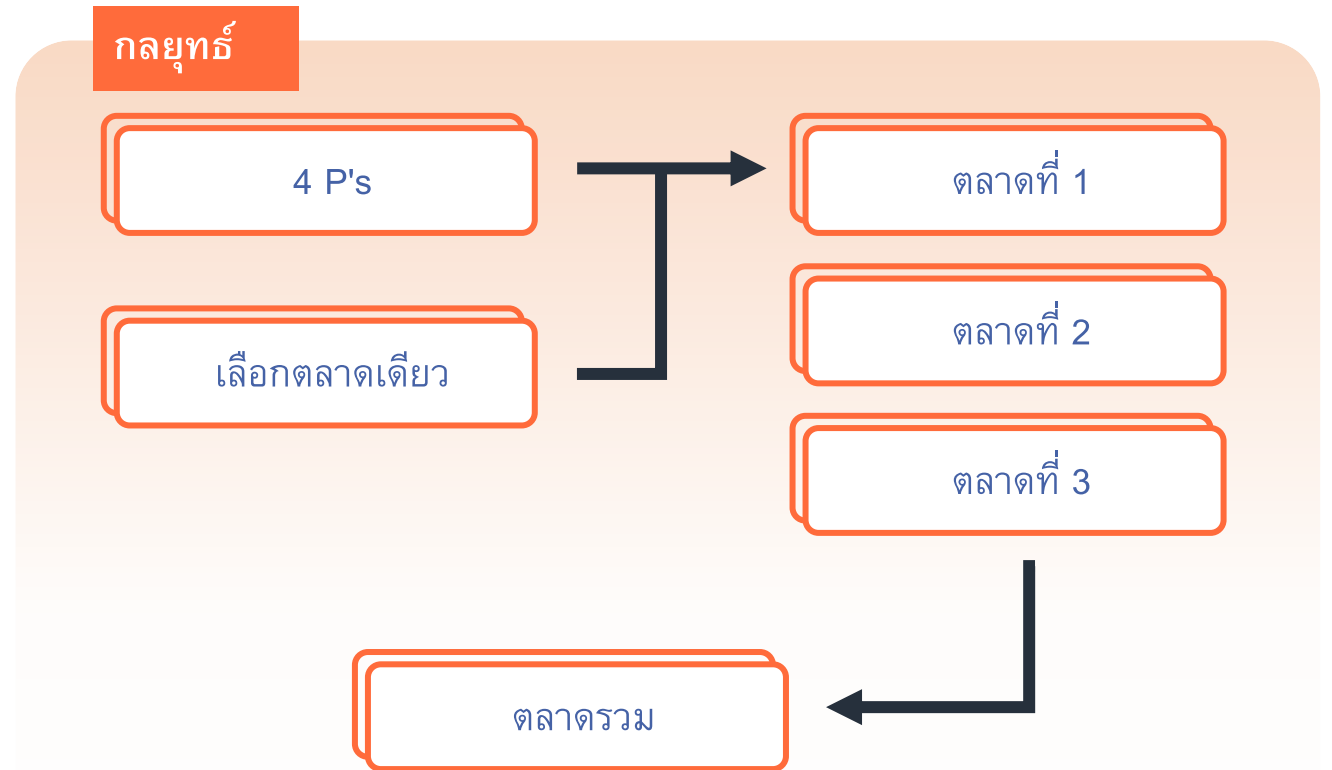 กลยุทธ์
4 P's
เลือกตลาดเดียว
ตลาดที่ 1
ตลาดที่ 2
ตลาดที่ 3
ตลาดรวม